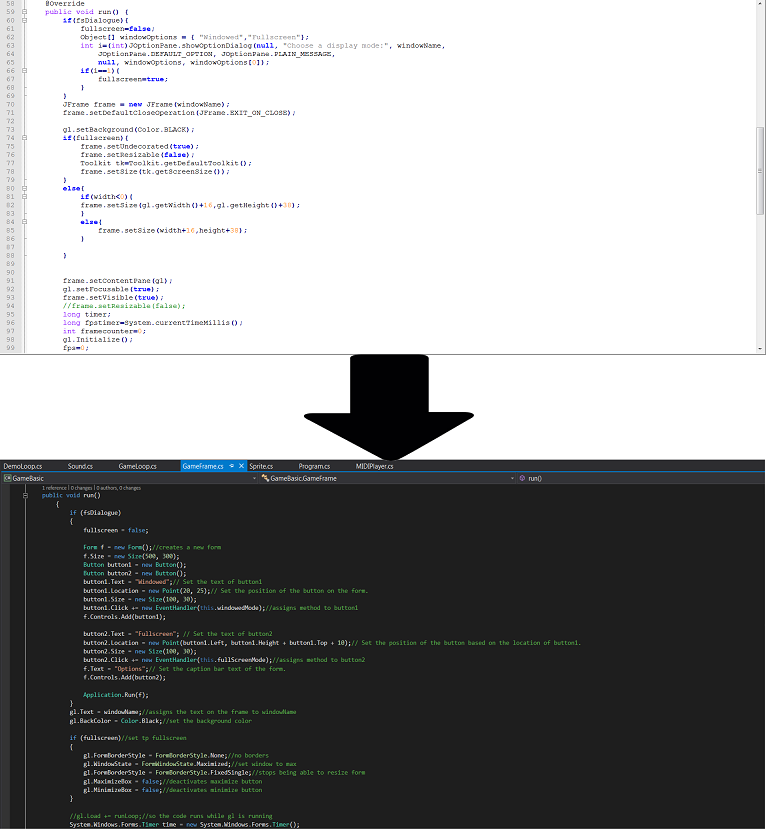 58 @Override
59 public void run() {
60 if(fsDialogue){
61 fullscreen=false;
62 Object[] windowOptions = { "Windowed","Fullscreen"};
63 int i=(int)JOptionPane.showOptionDialog(null, "Choose a display mode:", windowName,
64 JOptionPane.DEFAULT_OPTION, JOptionPane.PLAIN_MESSAGE,
65 null, windowOptions, windowOptions[0]);
66 if(i==1){
67 fullscreen=true;
68 }
69 }
70 JFrame frame = new JFrame(windowName);
71 frame.setDefaultCloseOperation(JFrame.EXIT_ON_CLOSE);
72
73 gl.setBackground(Color.BLACK);
74 if(fullscreen){
75 frame.setUndecorated(true);
76 frame.setResizable(false);
77 Toolkit tk=Toolkit.getDefaultToolkit();
78 frame.setSize(tk.getScreenSize());
79 }
80 else{
81 if(width<0){
82 frame.setSize(gl.getWidth()+16,gl.getHeight()+38);
83 }
84 else{
85 frame.setSize(width+16,height+38);
86 }
87
88 }
89
90
91 frame.setContentPane(gl);
92 gl.setFocusable(true);
93 frame.setVisible(true);
94 //frame.setResizable(false);
95 long timer;
96 long fpstimer=System.currentTimeMillis();
97 int framecounter=0;
98 gl.Initialize();
99 fps=0;
DemoLoop.cs Sound.cs GameLoop.cs GameFrame.cs Sprite.cs Program.cs MIDIPlayer.cs
GameBasic GameBasic.GameFrame run()
1 reference | 0 changes | 0 authors, 0 changes
public void run()
{
if (fsDialogue)
{
fullscreen = false;
Form f = new Form();//creates a new form
f.Size = new Size(500, 300);
Button button1 = new Button();
Button button2 = new Button();
button1.Text = "Windowed";// Set the text of button1
button1.Location = new Point(20, 25);// Set the position of the button on the form.
button1.Size = new Size(100, 30);
button1.Click += new EventHandler(this.windowedMode);//assigns method to button1
f.Controls.Add(button1);
button2.Text = "Fullscreen"; // Set the text of button2
button2.Location = new Point(button1.Left, button1.Height + button1.Top + 10);// Set the position of the button based on the location of button1.
button2.Size = new Size(100, 30);
button2.Click += new EventHandler(this.fullScreenMode);//assigns method to button2
f.Text = "Options";// Set the caption bar text of the form.
f.Controls.Add(button2);
Application.Run(f);
}
gl.Text = windowName;//assigns the text on the frame to windowName
gl.BackColor = Color.Black;//set the background color
if (fullscreen)//set tp fullscreen
{
gl.FormBorderStyle = FormBorderStyle.None;//no borders
gl.WindowState = FormWindowState.Maximized;//set window to max
gl.FormBorderStyle = FormBorderStyle.FixedSingle;//stops being able to resize form
gl.MaximizeBox = false;//deactivates maximize button
gl.MinimizeBox = false;//deactivates minimize button
}
//gl.Load += runLoop;//so the code runs while gl is running
System.Windows.Forms.Timer time = new System.Windows.Forms.Timer();